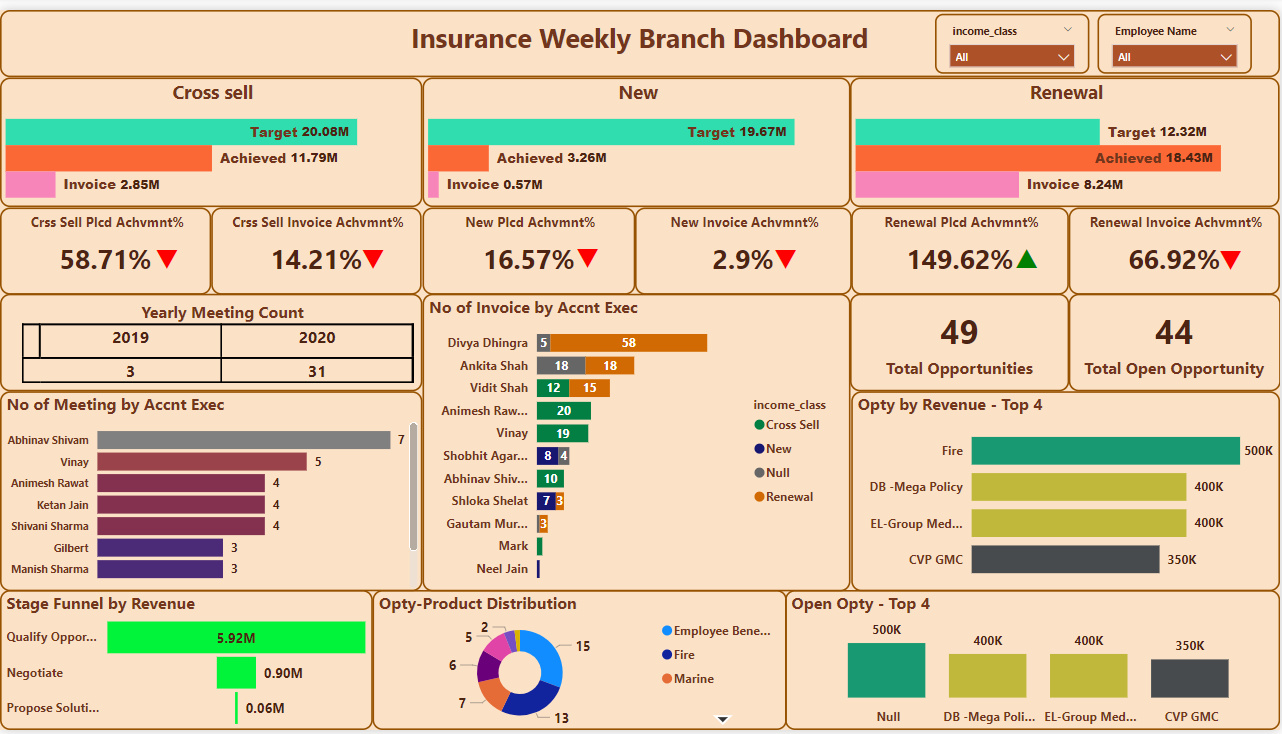 Insurance Weekly Branch Dashboard
income_class
All
Employee Name
All
Cross sell
Target 20.08M
Achieved 11.79M
Invoice 2.85M
New
Target 19.67M
Achieved 3.26M
Invoice 0.57M
Renewal
Target 12.32M
Achieved 18.43M
Invoice 8.24M
Crss Sell Plcd Achvmnt%
58.71%
Crss Sell Invoice Achvmnt%
14.21%
New Plcd Achvmnt%
16.57%
New Invoice Achvmnt%
2.9%
Renewal Plcd Achvmnt%
149.62%
Renewal Invoice Achvmnt%
66.92%
Yearly Meeting Count
2019 2020
3 31
No of Meeting by Accnt Exec
Abhinav Shivam 7
Vinay 5
Animesh Rawat 4
Ketan Jain 4
Shivani Sharma 4
Gilbert 3
Manish Sharma 3
No of Invoice by Accnt Exec
Divya Dhingra 5 58
Ankita Shah 18 18
Vidit Shah 12 15
Animesh Raw... 20
Vinay 19
Shobhit Agar... 8 4
Abhinav Shiv... 10
Shloka Shelat 7 3
Gautam Mur... 3
Mark
Neel Jain
income_class
Cross Sell
New
Null
Renewal
49
Total Opportunities
44
Total Open Opportunity
Opty by Revenue - Top 4
Fire 500K
DB -Mega Policy 400K
EL-Group Med... 400K
CVP GMC 350K
Stage Funnel by Revenue
Qualify Oppor... 5.92M
Negotiate 0.90M
Propose Soluti... 0.06M
Opty-Product Distribution
2
5
6
7
15
13
Employee Bene...
Fire
Marine
Open Opty - Top 4
500K
400K
400K
350K
Null
DB -Mega Poli...
EL-Group Med...
CVP GMC